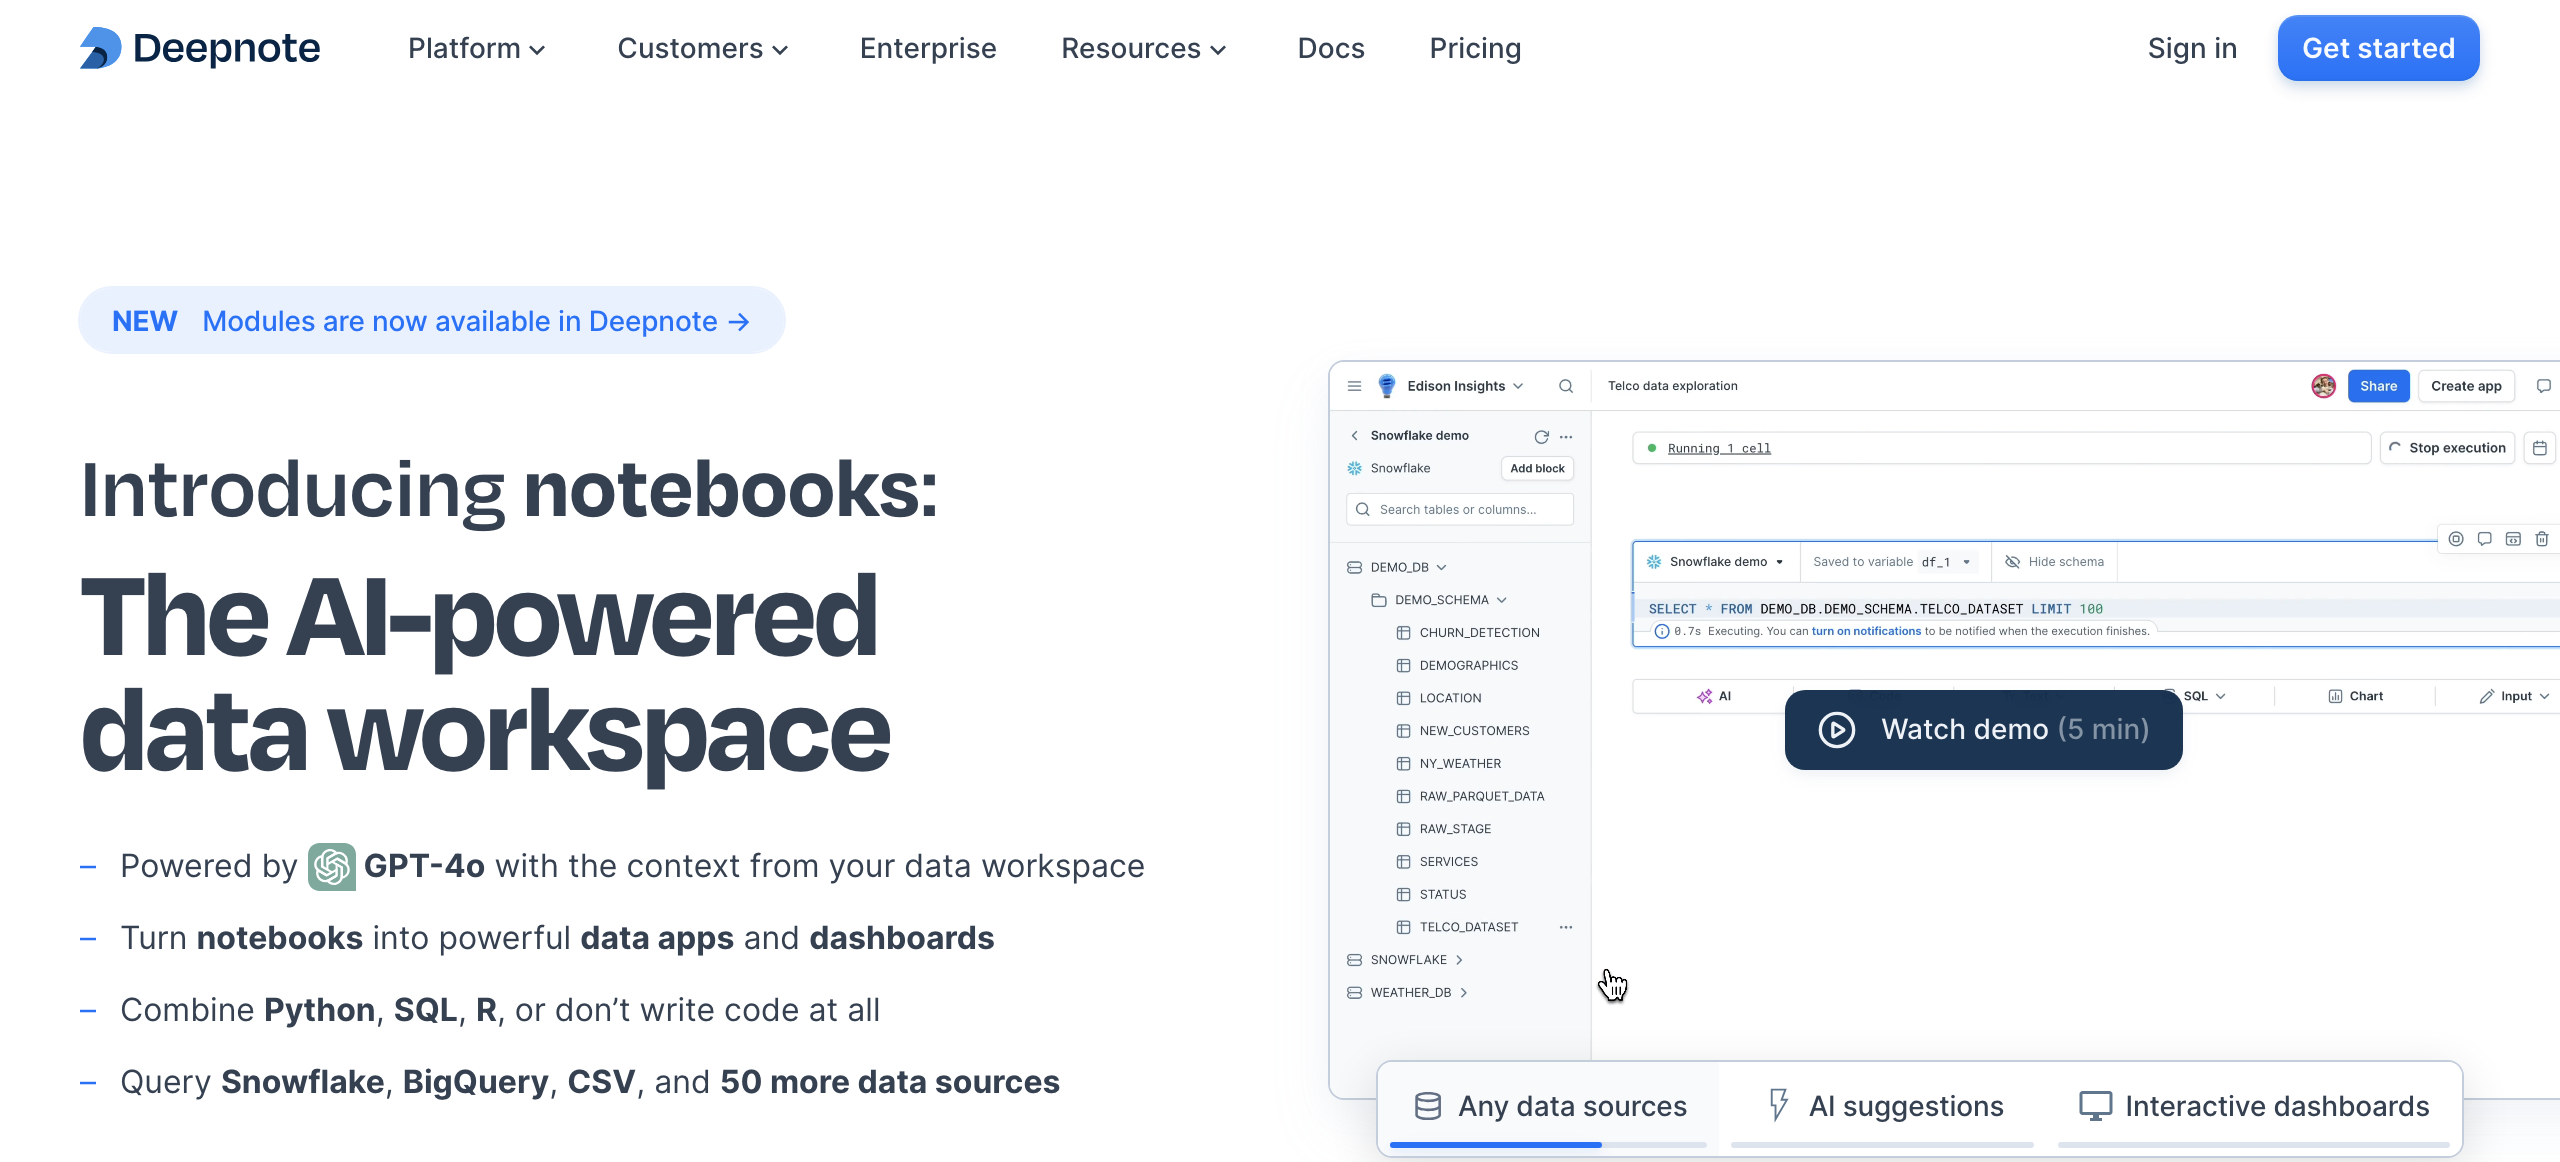 Deepnote
Platform
Customers
Enterprise
Resources
Docs
Pricing
Sign in
Get started
NEW Modules are now available in Deepnote →
Introducing notebooks:
The AI-powered
data workspace
– Powered by GPT-4o with the context from your data workspace
– Turn notebooks into powerful data apps and dashboards
– Combine Python, SQL, R, or don’t write code at all
– Query Snowflake, BigQuery, CSV, and 50 more data sources
Edison Insights
Telco data exploration
Share
Create app
Snowflake demo
Snowflake
Add block
Search tables or columns...
DEMO_DB
DEMO_SCHEMA
CHURN_DETECTION
DEMOGRAPHICS
LOCATION
NEW_CUSTOMERS
NY_WEATHER
RAW_PARQUET_DATA
RAW_STAGE
SERVICES
STATUS
TELCO_DATASET
SNOWFLAKE
WEATHER_DB
Running 1 cell
Stop execution
Snowflake demo
Saved to variable df_1
Hide schema
SELECT * FROM DEMO_DB.DEMO_SCHEMA.TELCO_DATASET LIMIT 100
0.7s Executing. You can turn on notifications to be notified when the execution finishes.
AI
SQL
Chart
Input
Watch demo (5 min)
Any data sources
AI suggestions
Interactive dashboards